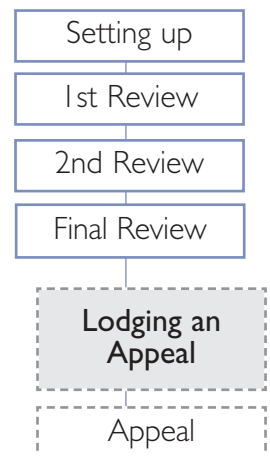 Setting up
1st Review
2nd Review
Final Review
Lodging an
Appeal
Appeal